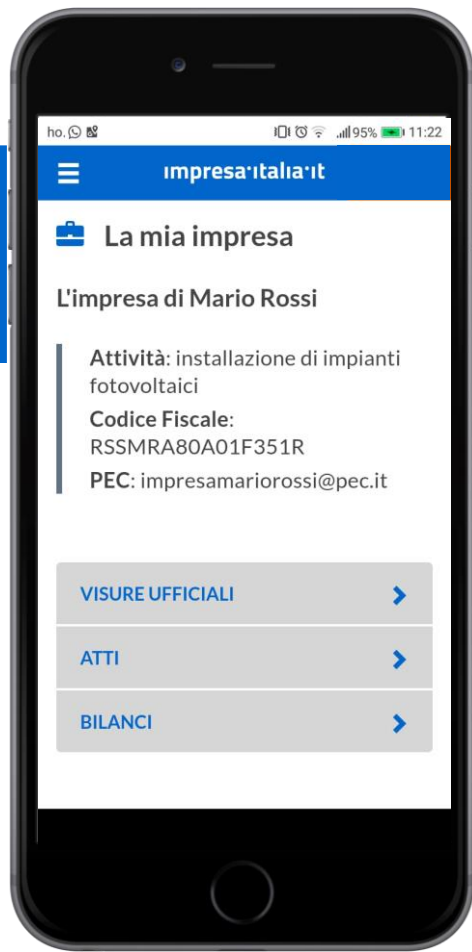 ho. 95% 11:22
impresa.italia.it
La mia impresa
L'impresa di Mario Rossi
Attività: installazione di impianti
fotovoltaici
Codice Fiscale:
RSSMRA80A01F351R
PEC: impresamariorossi@pec.it
VISURE UFFICIALI
ATTI
BILANCI